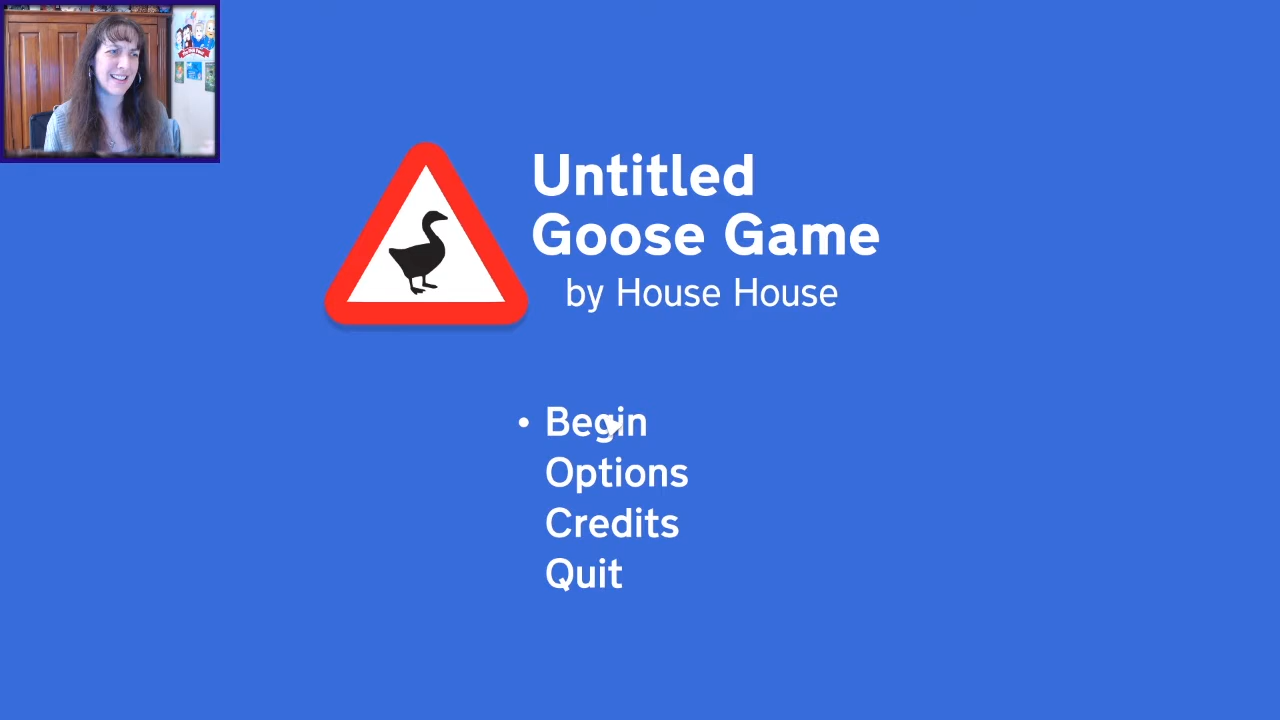 Untitled
Goose Game
by House House
Begin
Options
Credits
Quit